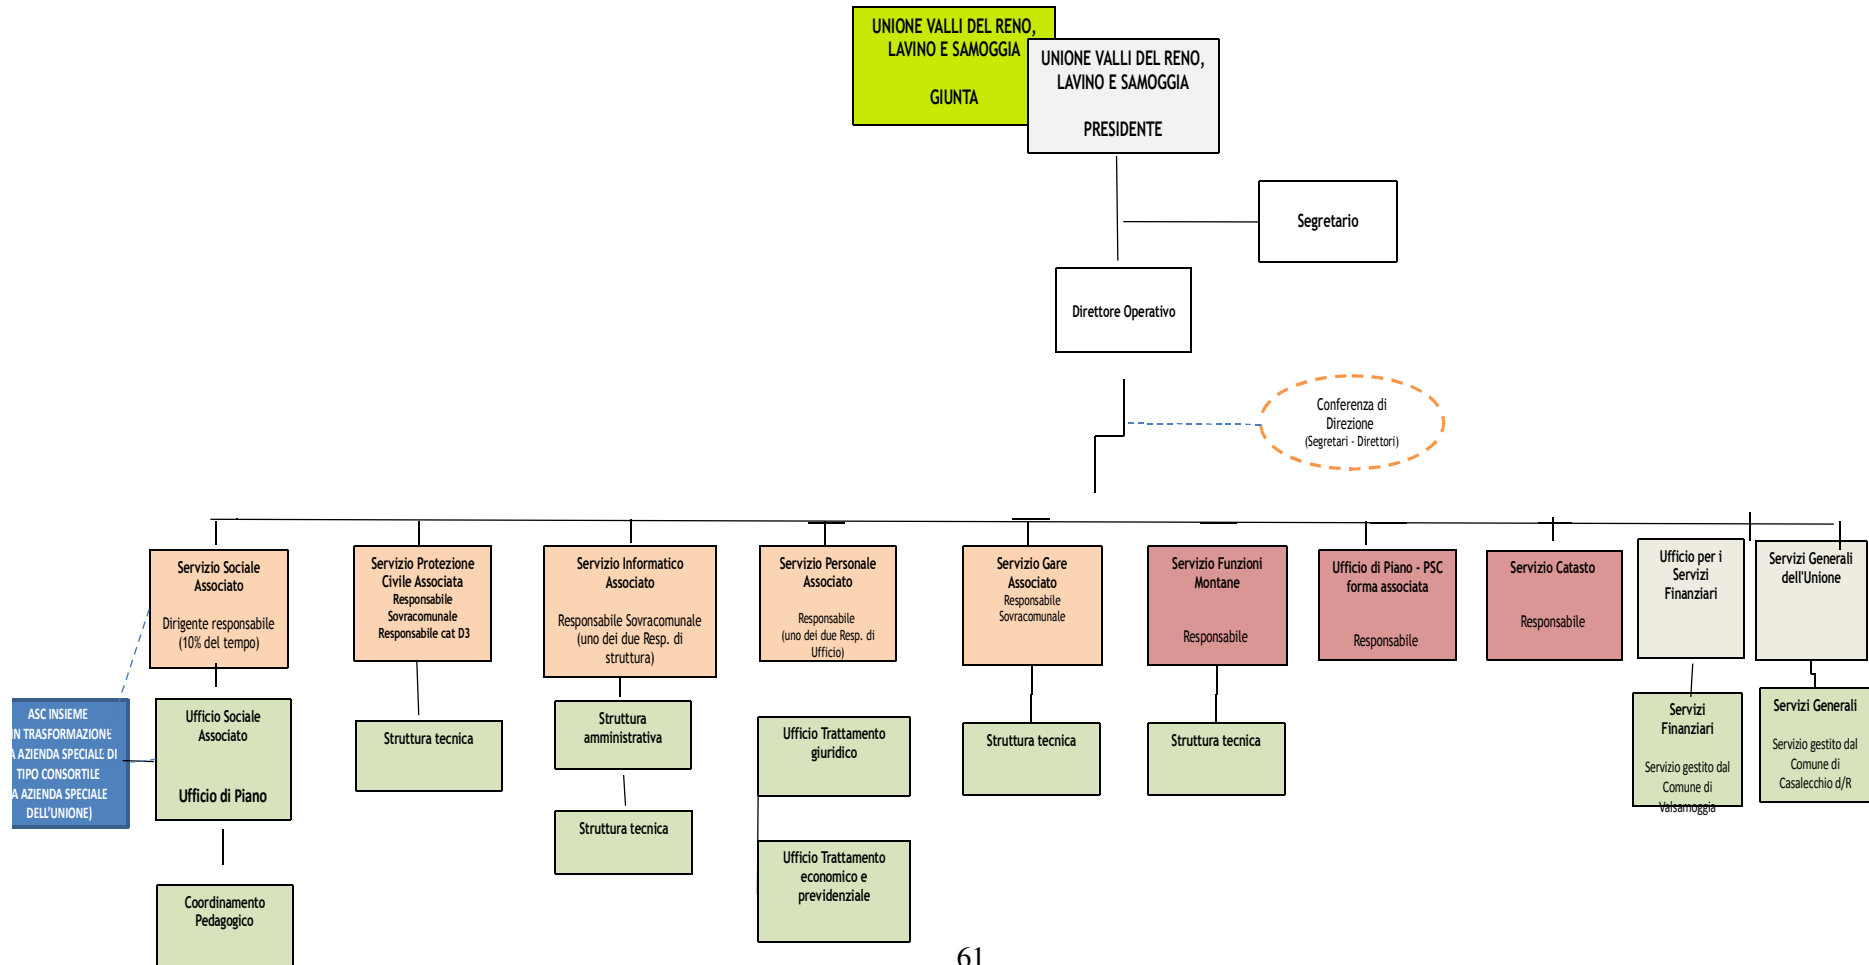 UNIONE VALLI DEL RENO,
LAVINO E SAMOGGIA
GIUNTA
UNIONE VALLI DEL RENO,
LAVINO E SAMOGGIA
PRESIDENTE
Segretario
Direttore Operativo
Conferenza di
Direzione
(Segretari - Direttori)
Servizio Sociale
Associato
Dirigente responsabile
(10% del tempo)
Servizio Protezione
Civile Associata
Responsabile
Sovracomunale
Responsabile cat D3
Servizio Informatico
Associato
Responsabile Sovracomunale
(uno dei due Resp. di
struttura)
Servizio Personale
Associato
Responsabile
(uno dei due Resp. di
Ufficio)
Servizio Gare
Associato
Responsabile
Sovracomunale
Servizio Funzioni
Montane
Responsabile
Ufficio di Piano - PSC
forma associata
Responsabile
Servizio Catasto
Responsabile
Ufficio per i
Servizi
Finanziari
Servizi Generali
dell'Unione
ASC INSIEME
IN TRASFORMAZIONE
A AZIENDA SPECIALE DI
TIPO CONSORTILE
A AZIENDA SPECIALE
DELL'UNIONE)
Ufficio Sociale
Associato
Ufficio di Piano
Coordinamento
Pedagogico
Struttura tecnica
Struttura
amministrativa
Struttura tecnica
Ufficio Trattamento
giuridico
Ufficio Trattamento
economico e
previdenziale
Struttura tecnica
Struttura tecnica
Servizi
Finanziari
Servizio gestito dal
Comune di
Valsamoggia
Servizi Generali
Servizio gestito dal
Comune di
Casalecchio d/R
61